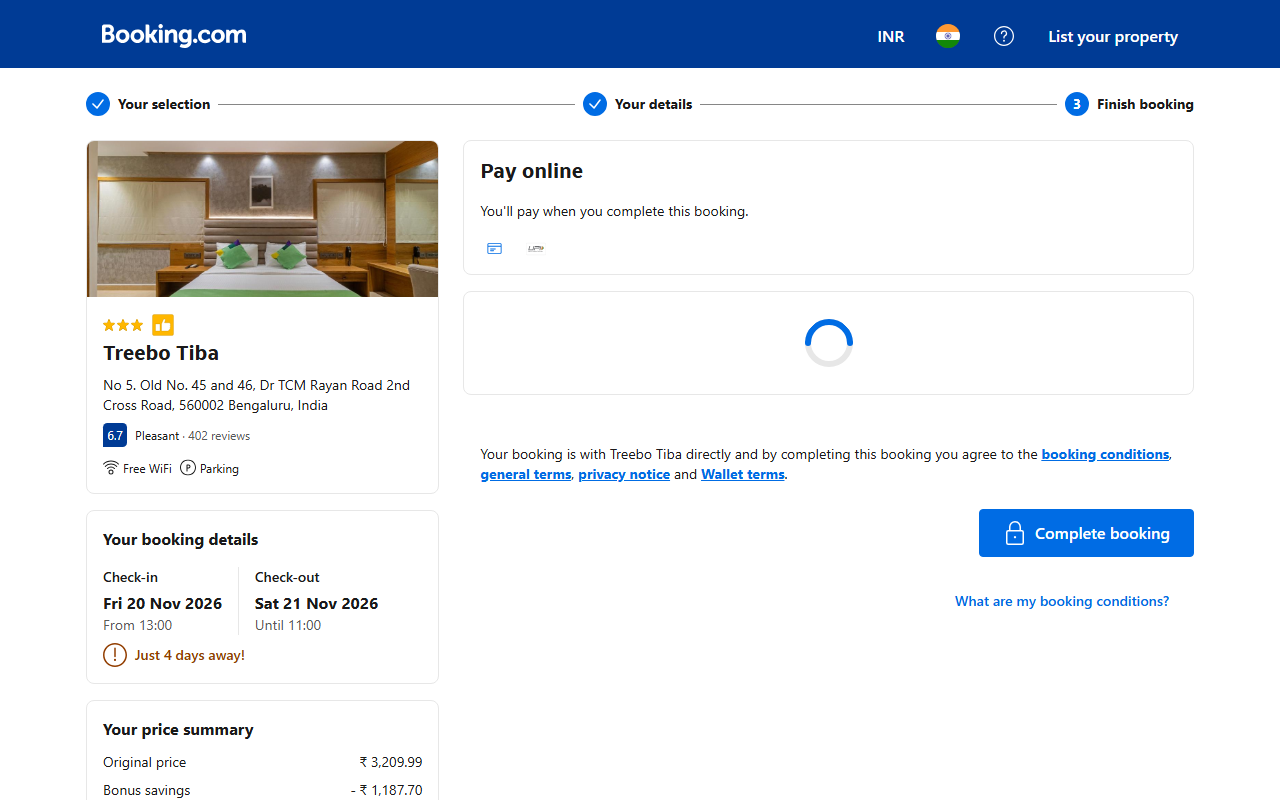 Booking.com
INR
List your property
Your selection
Your details
3 Finish booking
Treebo Tiba
No 5. Old No. 45 and 46, Dr TCM Rayan Road 2nd
Cross Road, 560002 Bengaluru, India
6.7 Pleasant · 402 reviews
Free WiFi P Parking
Your booking details
Check-in
Fri 20 Nov 2026
From 13:00
Check-out
Sat 21 Nov 2026
Until 11:00
Just 4 days away!
Your price summary
Original price ₹ 3,209.99
Bonus savings - ₹ 1,187.70
Pay online
You'll pay when you complete this booking.
UPI
Your booking is with Treebo Tiba directly and by completing this booking you agree to the booking conditions,
general terms, privacy notice and Wallet terms.
Complete booking
What are my booking conditions?